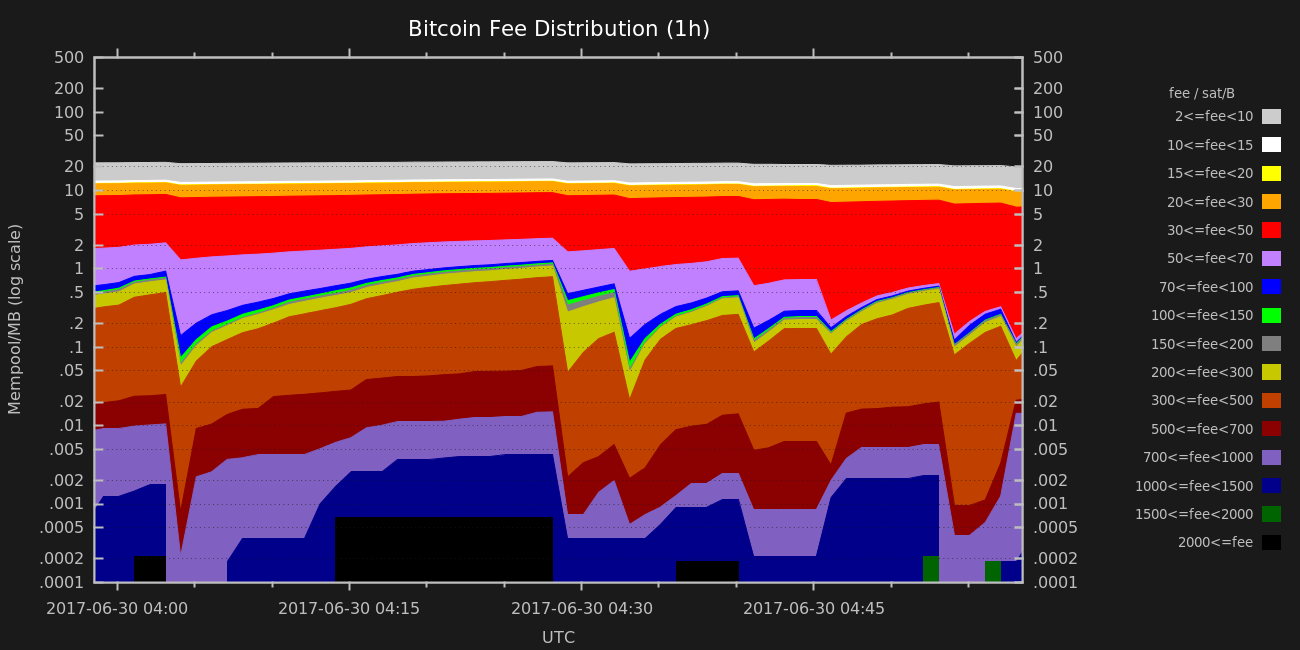 Bitcoin Fee Distribution (1h)
Mempool/MB (log scale)
500
200
100
50
20
10
5
2
1
.5
.2
.1
.05
.02
.01
.005
.002
.001
.0005
.0002
.0001
500
200
100
50
20
10
5
2
1
.5
.2
.1
.05
.02
.01
.005
.002
.001
.0005
.0002
.0001
2017-06-30 04:00
2017-06-30 04:15
2017-06-30 04:30
2017-06-30 04:45
UTC
fee / sat/B
2<=fee<10
10<=fee<15
15<=fee<20
20<=fee<30
30<=fee<50
50<=fee<70
70<=fee<100
100<=fee<150
150<=fee<200
200<=fee<300
300<=fee<500
500<=fee<700
700<=fee<1000
1000<=fee<1500
1500<=fee<2000
2000<=fee